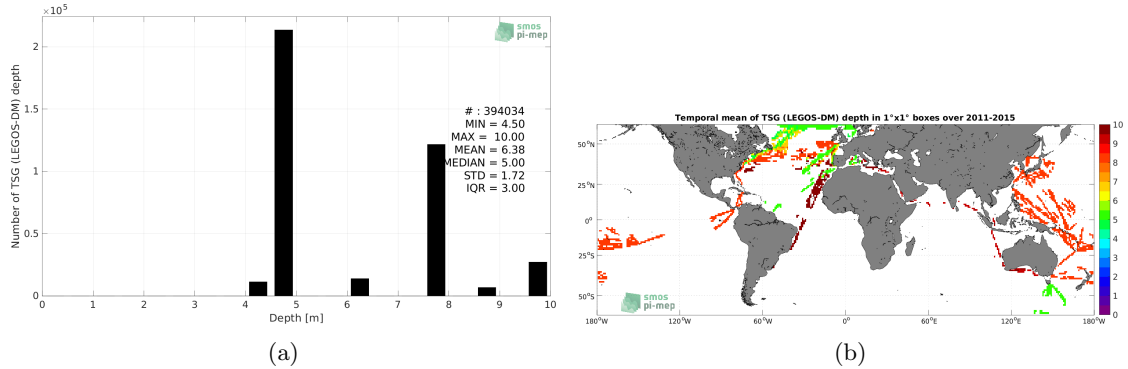 ×10⁵
2
1.5
1
0.5
0
Number of TSG (LEGOS-DM) depth
smos
pi-mep
# : 394034
MIN = 4.50
MAX = 10.00
MEAN = 6.38
MEDIAN = 5.00
STD = 1.72
IQR = 3.00
0 1 2 3 4 5 6 7 8 9 10
Depth [m]
(a)
Temporal mean of TSG (LEGOS-DM) depth in 1°x1° boxes over 2011-2015
50°N
25°N
0°
25°S
50°S
smos
pi-mep
180°W 120°W 60°W 0° 60°E 120°E 180°W
10
9
8
7
6
5
4
3
2
1
0
(b)